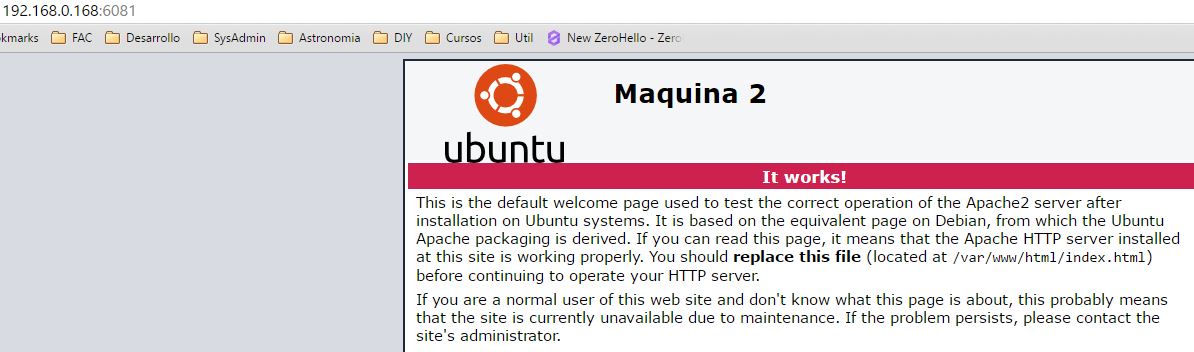 192.168.0.168:6081
okmarks FAC Desarrollo SysAdmin Astronomia DIY Cursos Util New ZeroHello - Zero
Maquina 2
ubuntu
It works!
This is the default welcome page used to test the correct operation of the Apache2 server after
installation on Ubuntu systems. It is based on the equivalent page on Debian, from which the Ubuntu
Apache packaging is derived. If you can read this page, it means that the Apache HTTP server installed
at this site is working properly. You should replace this file (located at /var/www/html/index.html)
before continuing to operate your HTTP server.
If you are a normal user of this web site and don't know what this page is about, this probably means
that the site is currently unavailable due to maintenance. If the problem persists, please contact the
site's administrator.